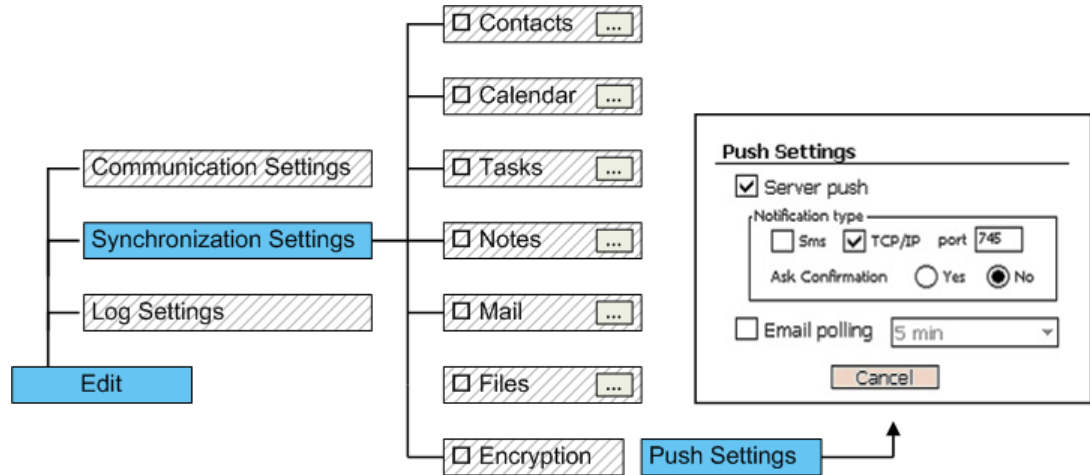 Contacts ...
Calendar ...
Tasks ...
Notes ...
Mail ...
Files ...
Encryption
Communication Settings
Synchronization Settings
Log Settings
Edit
Push Settings
Push Settings
Server push
Notification type
Sms TCP/IP port 745
Ask Confirmation Yes No
Email polling 5 min
Cancel